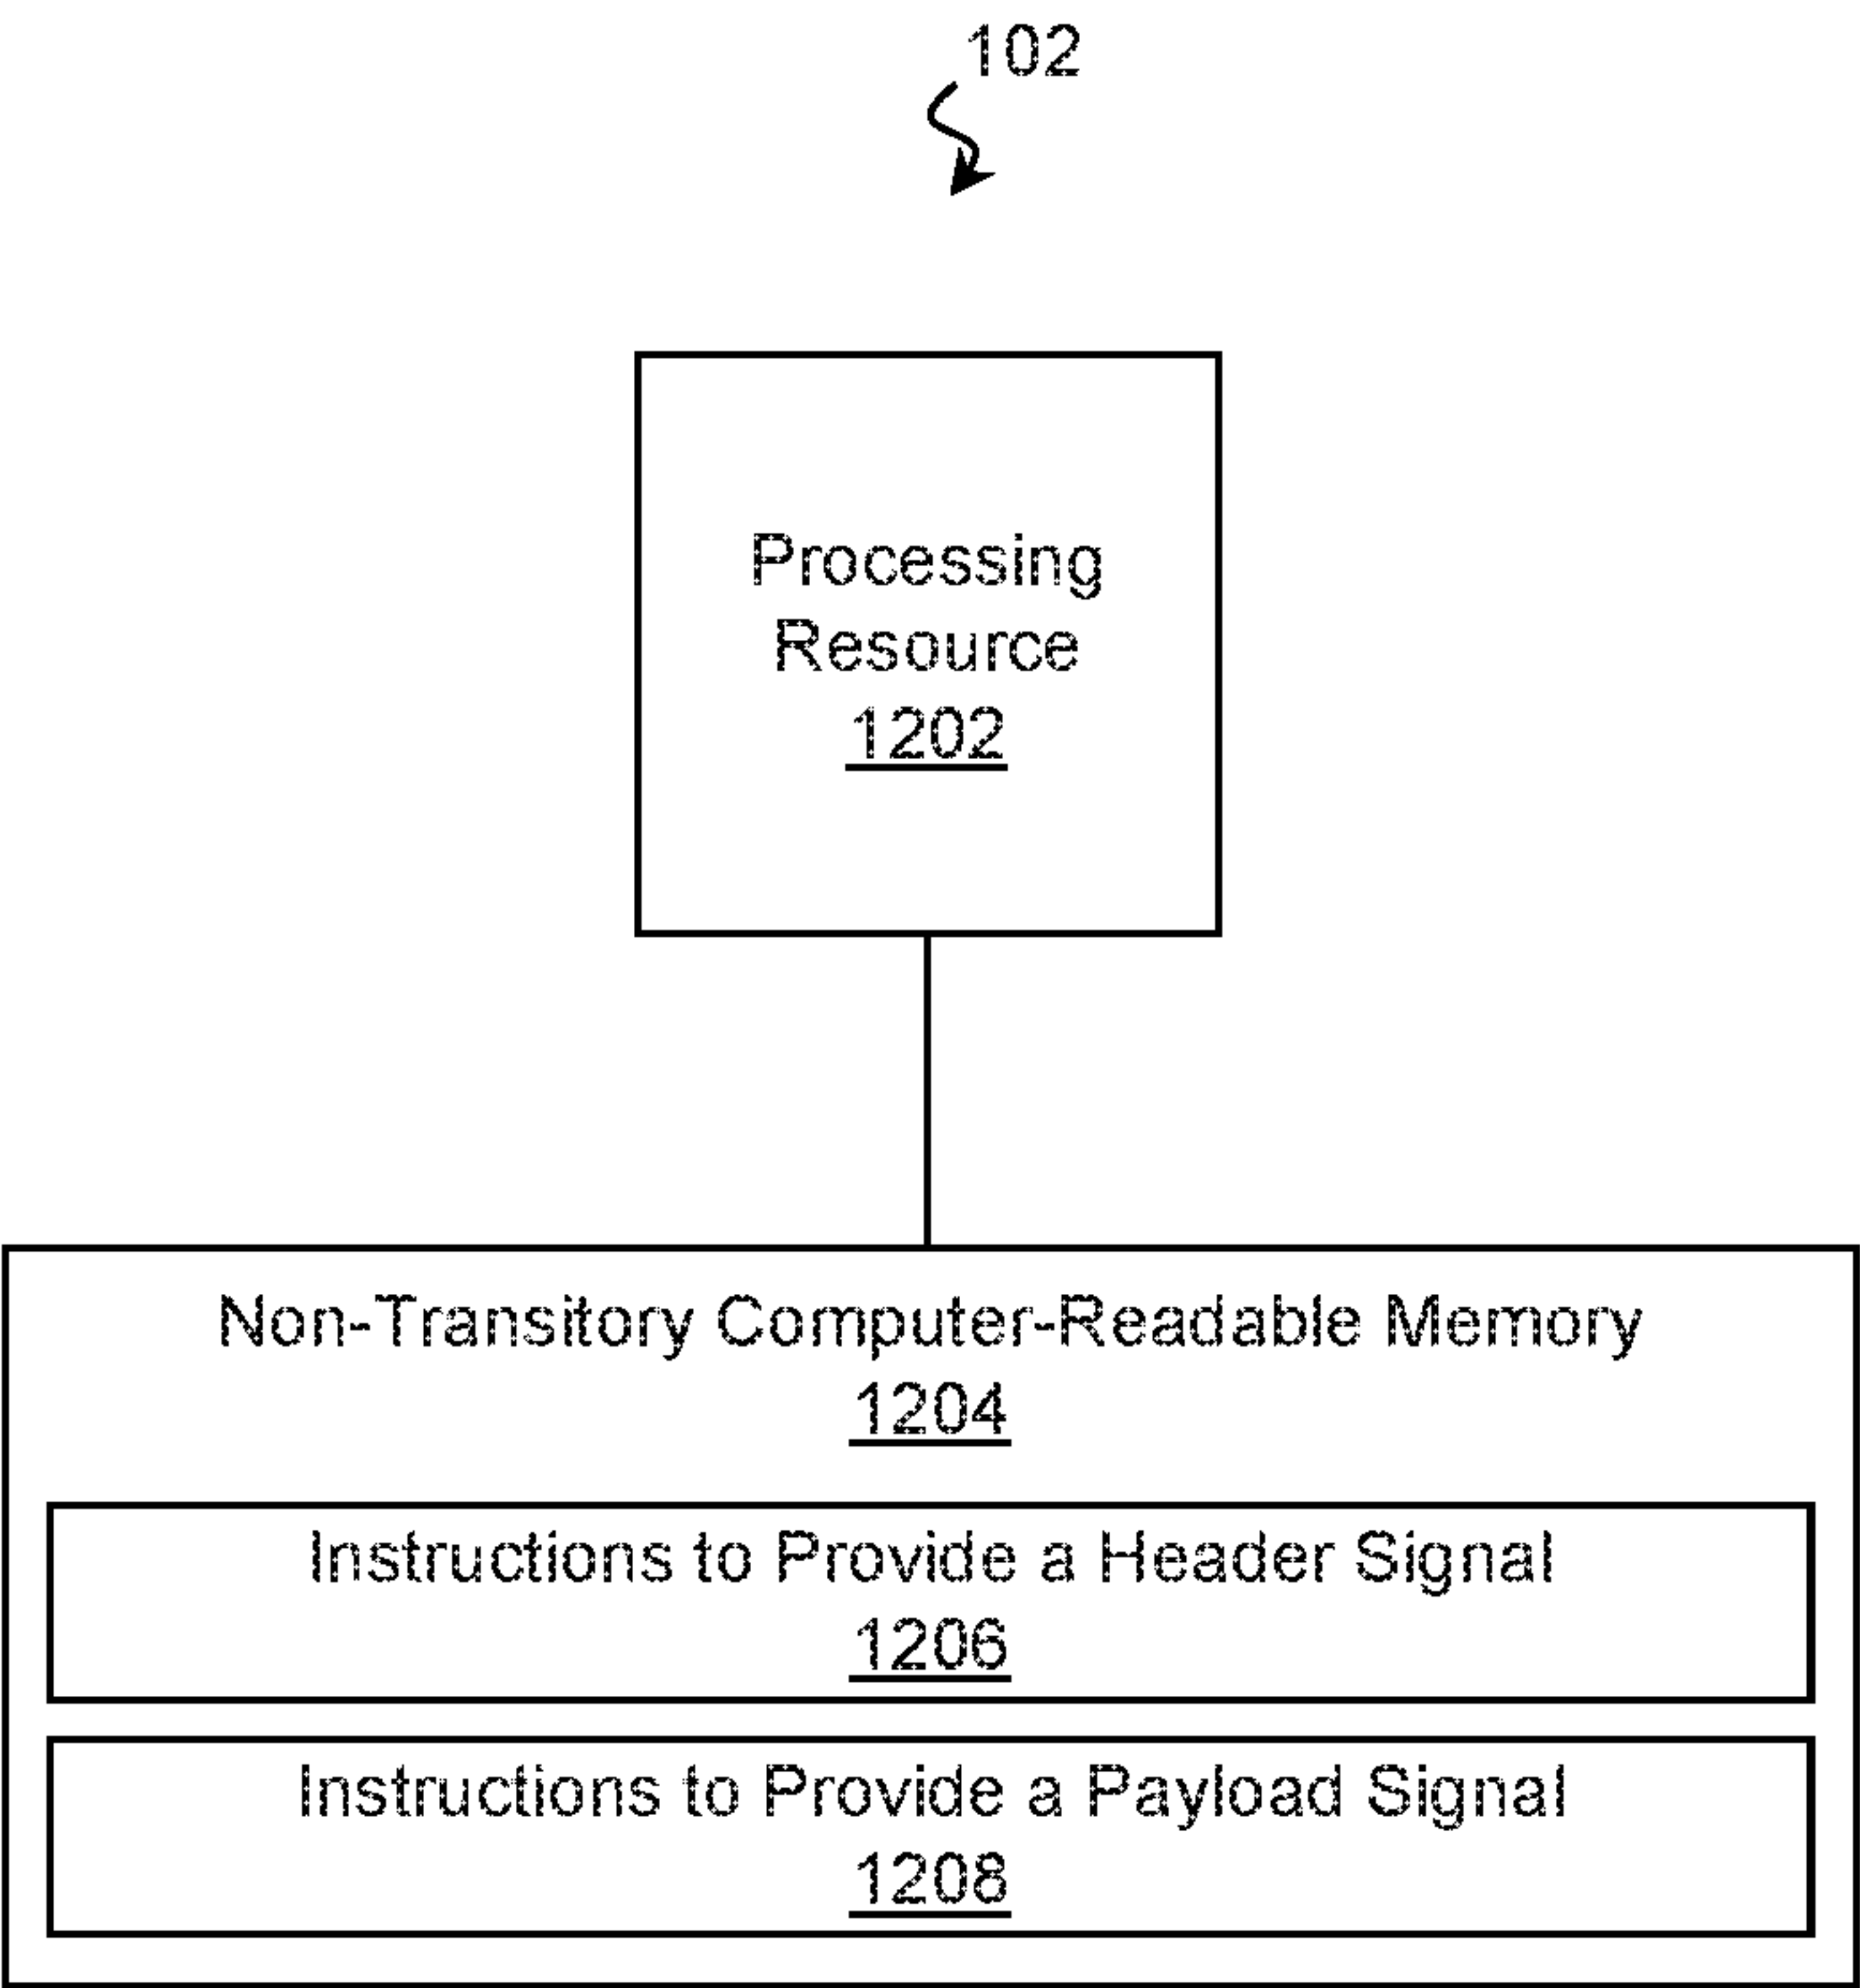 102
Processing
Resource
1202
Non-Transitory Computer-Readable Memory
1204
Instructions to Provide a Header Signal
1206
Instructions to Provide a Payload Signal
1208